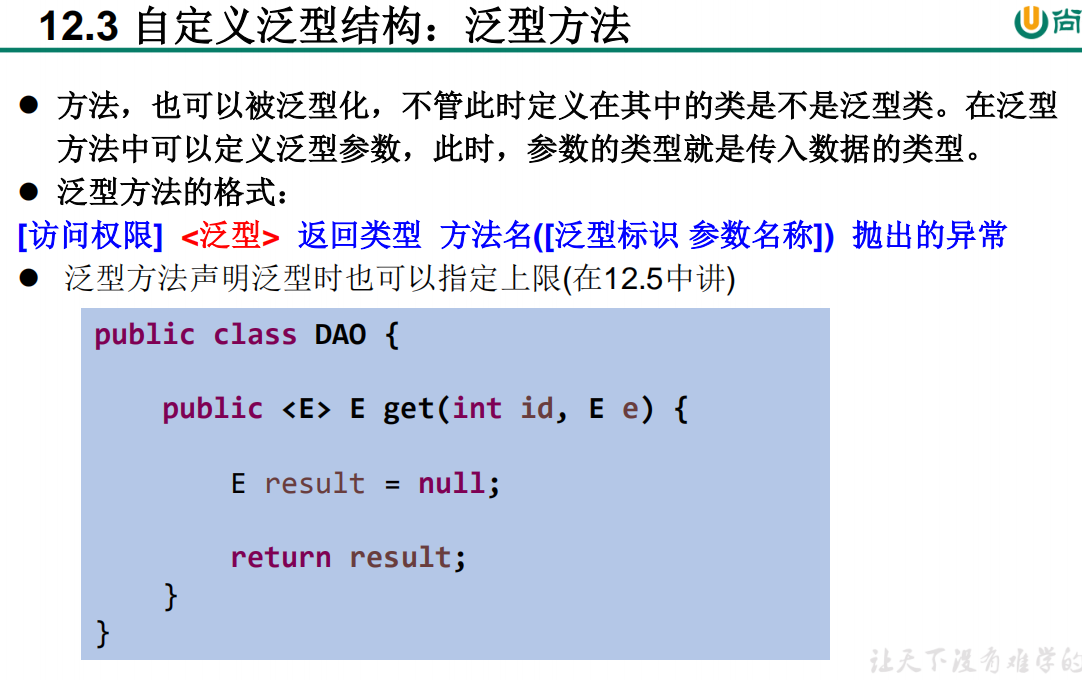 12.3 自定义泛型结构：泛型方法
尚
● 方法，也可以被泛型化，不管此时定义在其中的类是不是泛型类。在泛型
方法中可以定义泛型参数，此时，参数的类型就是传入数据的类型。
● 泛型方法的格式：
[访问权限] <泛型> 返回类型 方法名([泛型标识 参数名称]) 抛出的异常
● 泛型方法声明泛型时也可以指定上限(在12.5中讲)
public class DAO {
public <E> E get(int id, E e) {
E result = null;
return result;
}
}
让天下没有难学的